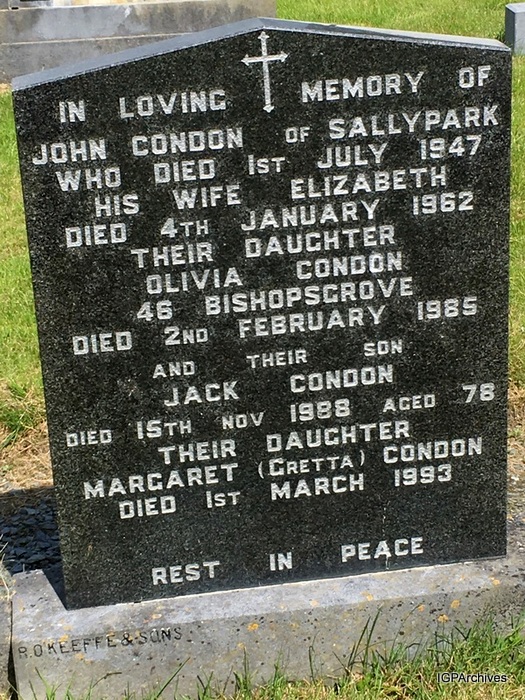 IN LOVING MEMORY OF
JOHN CONDON OF SALLYPARK
WHO DIED 1ST JULY 1947
HIS WIFE ELIZABETH
DIED 4TH JANUARY 1962
THEIR DAUGHTER
OLIVIA CONDON
46 BISHOPSGROVE
DIED 2ND FEBRUARY 1985
AND THEIR SON
JACK CONDON
DIED 15TH NOV 1988 AGED 78
THEIR DAUGHTER
MARGARET (GRETTA) CONDON
DIED 1ST MARCH 1993
REST IN PEACE
R.O'KEEFFE & SONS
IGPArchives